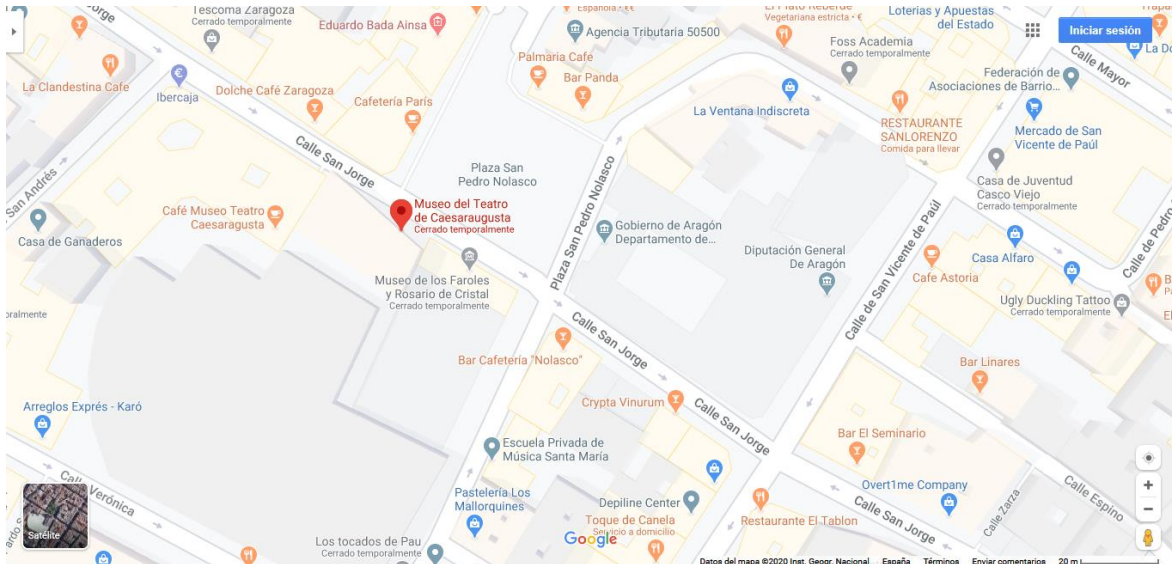 Tescoma Zaragoza
Cerrado temporalmente
Eduardo Bada Ainsa
Española · €€
Agencia Tributaria 50500
El Plato Reberde
Vegetariana estricta · €
Loterías y Apuestas
del Estado
Iniciar sesión
Foss Academia
Cerrado temporalmente
Calle Mayor
La Clandestina Cafe
Ibercaja
Dolche Café Zaragoza
Cafetería París
Palmaria Cafe
Bar Panda
La Ventana Indiscreta
Federación de
Asociaciones de Barrio...
RESTAURANTE
SANLORENZO
Comida para llevar
Mercado de San
Vicente de Paúl
Calle San Jorge
Plaza San
Pedro Nolasco
Plaza San Pedro Nolasco
Casa de Juventud
Casco Viejo
Cerrado temporalmente
San Andrés
Casa de Ganaderos
Café Museo Teatro
Caesaragusta
Museo del Teatro
de Caesaraugusta
Cerrado temporalmente
Gobierno de Aragón
Departamento de...
Diputación General
De Aragón
Calle de San Vicente de Paúl
Cafe Astoria
Casa Alfaro
Calle de Pedro
Museo de los Faroles
y Rosario de Cristal
Cerrado temporalmente
Ugly Duckling Tattoo
Cerrado temporalmente
Calle San Jorge
Bar Cafetería "Nolasco"
Bar Linares
Crypta Vinurum
Calle San Jorge
Arreglos Exprés - Karó
Escuela Privada de
Música Santa María
Bar El Seminario
Calle Verónica
Pastelería Los
Mallorquines
Depiline Center
Overt1me Company
Calle Espino
Calle Zarza
Toque de Canela
Servicio a domicilio
Restaurante El Tablon
Calle San Jorge
Satélite
Los tocados de Pau
Cerrado temporalmente
Google
Datos del mapa ©2020 Inst. Geogr. Nacional España Términos Enviar comentarios 20 m